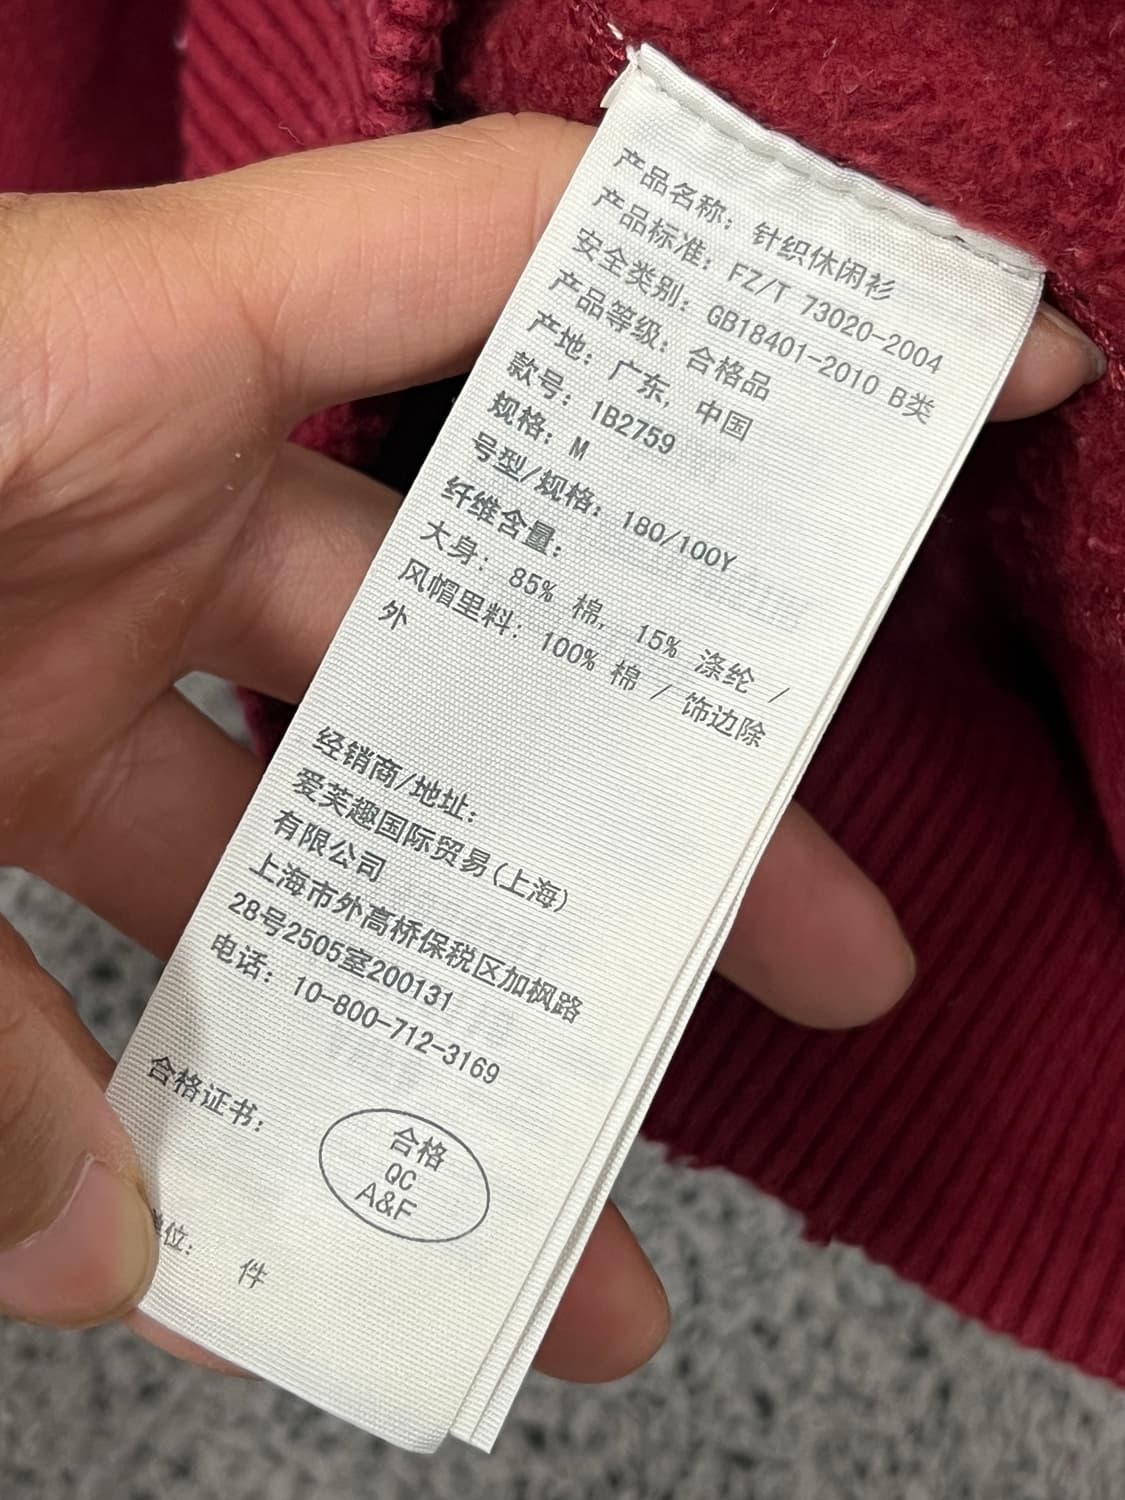 产品名称: 针织休闲衫
产品标准: FZ/T 73020-2004
安全类别: GB18401-2010 B类
产品等级: 合格品
产地: 广东, 中国
款号: 1B2759
规格: M
号型/规格: 180/100Y
纤维含量:
大身: 85% 棉, 15% 涤纶 /
风帽里料: 100% 棉 / 饰边除
外
经销商/地址:
爱芙趣国际贸易(上海)
有限公司
上海市外高桥保税区加枫路
28号2505室200131
电话: 10-800-712-3169
合格证书:
合格
QC
A&F
位:
件